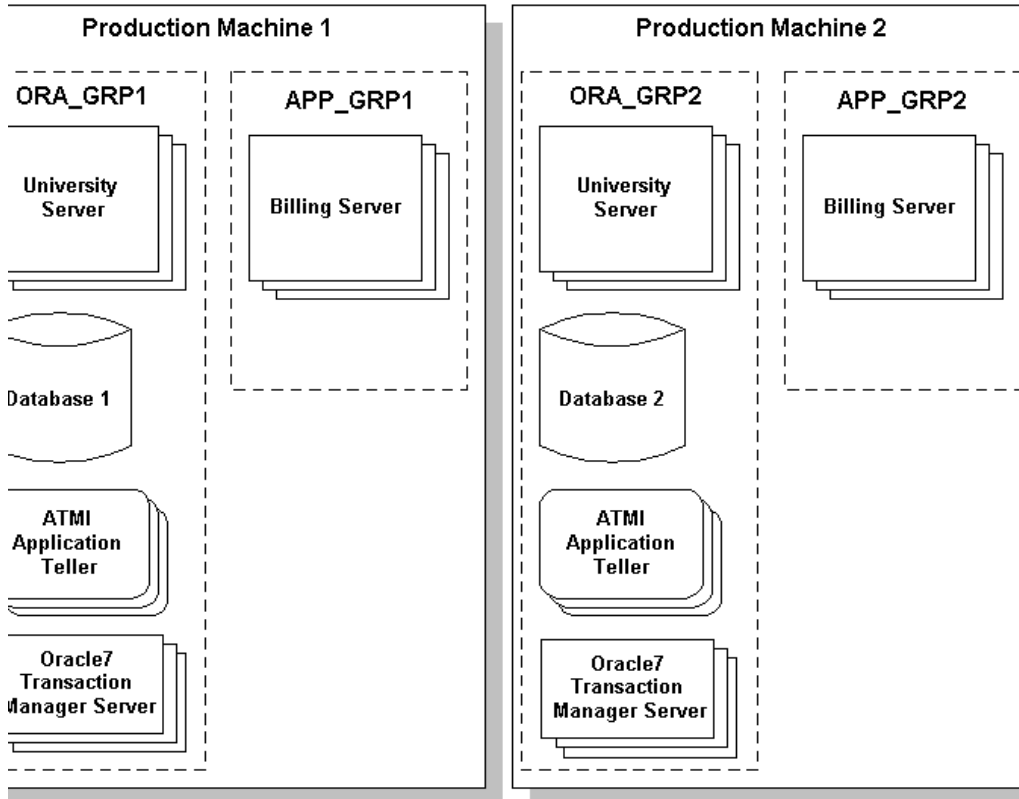 Production Machine 1
ORA_GRP1
APP_GRP1
University
Server
Billing Server
Database 1
ATMI
Application
Teller
Oracle7
Transaction
Manager Server
Production Machine 2
ORA_GRP2
APP_GRP2
University
Server
Billing Server
Database 2
ATMI
Application
Teller
Oracle7
Transaction
Manager Server